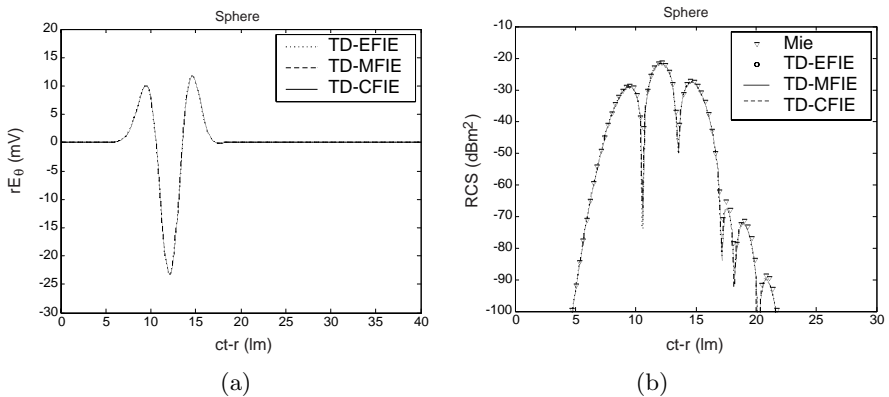 Sphere
TD-EFIE
TD-MFIE
TD-CFIE
20
15
10
5
0
-5
-10
-15
-20
-25
-30
rEθ (mV)
0 5 10 15 20 25 30 35 40
ct-r (lm)
(a)
Sphere
Mie
TD-EFIE
TD-MFIE
TD-CFIE
0
-10
-20
-30
-40
-50
-60
-70
-80
-90
-100
RCS (dBm²)
0 5 10 15 20 25 30
ct-r (lm)
(b)